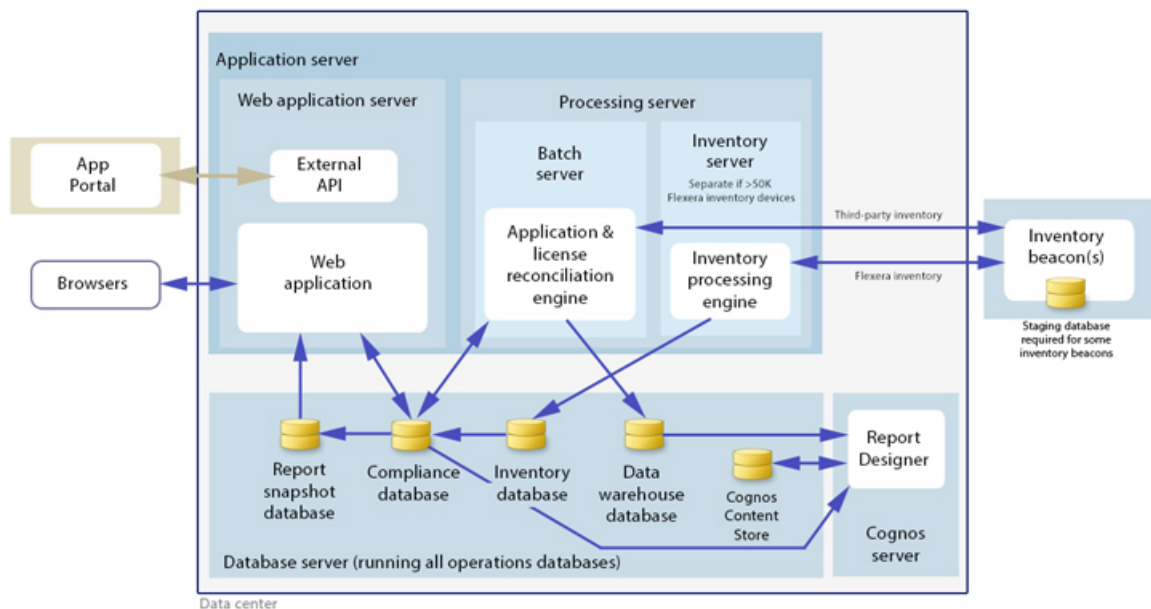 Application server
Web application server
Processing server
App
Portal
External
API
Batch
server
Inventory
server
Separate if >50K
Flexera inventory devices
Third-party inventory
Browsers
Web
application
Application &
license
reconciliation
engine
Inventory
processing
engine
Flexera inventory
Inventory
beacon(s)
Staging database
required for some
inventory beacons
Report
snapshot
database
Compliance
database
Inventory
database
Data
warehouse
database
Cognos
Content
Store
Report
Designer
Cognos
server
Database server (running all operations databases)
Data center